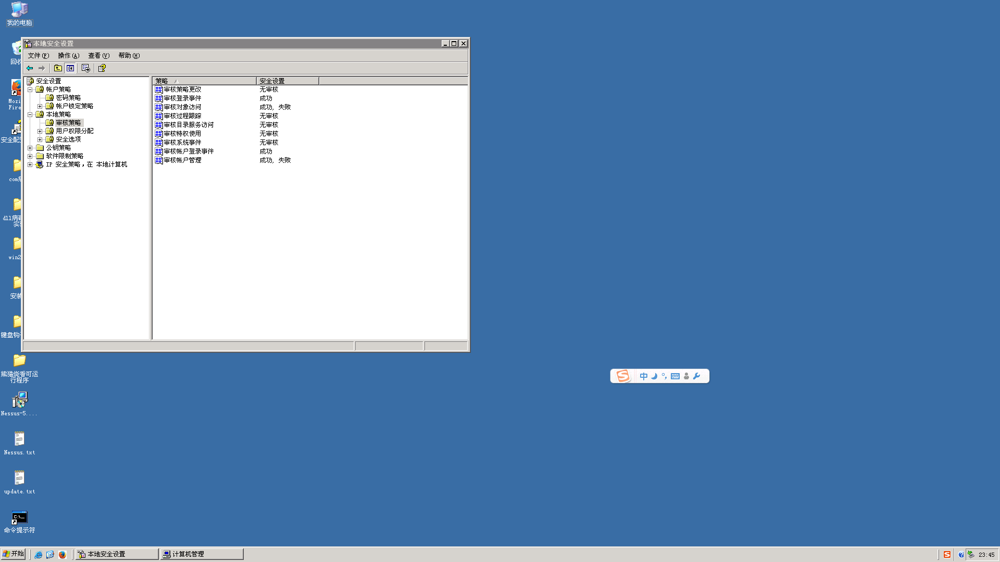 我的电脑
本地安全设置
文件(F) 操作(A) 查看(V) 帮助(H)
安全设置
帐户策略
密码策略
帐户锁定策略
本地策略
审核策略
用户权限分配
安全选项
公钥策略
软件限制策略
IP 安全策略，在 本地计算机
策略 安全设置
审核策略更改 无审核
审核登录事件 成功
审核对象访问 成功, 失败
审核过程跟踪 无审核
审核目录服务访问 无审核
审核特权使用 无审核
审核系统事件 无审核
审核帐户登录事件 成功
审核帐户管理 成功, 失败
回收
Mozi
Fire
安全配
com
dll病毒
win2
安装
键盘钩
熊猫烧香可运
行程序
Nessus-5....
Nessus.txt
update.txt
C:\_
命令提示符
中
开始 本地安全设置 计算机管理 23:45